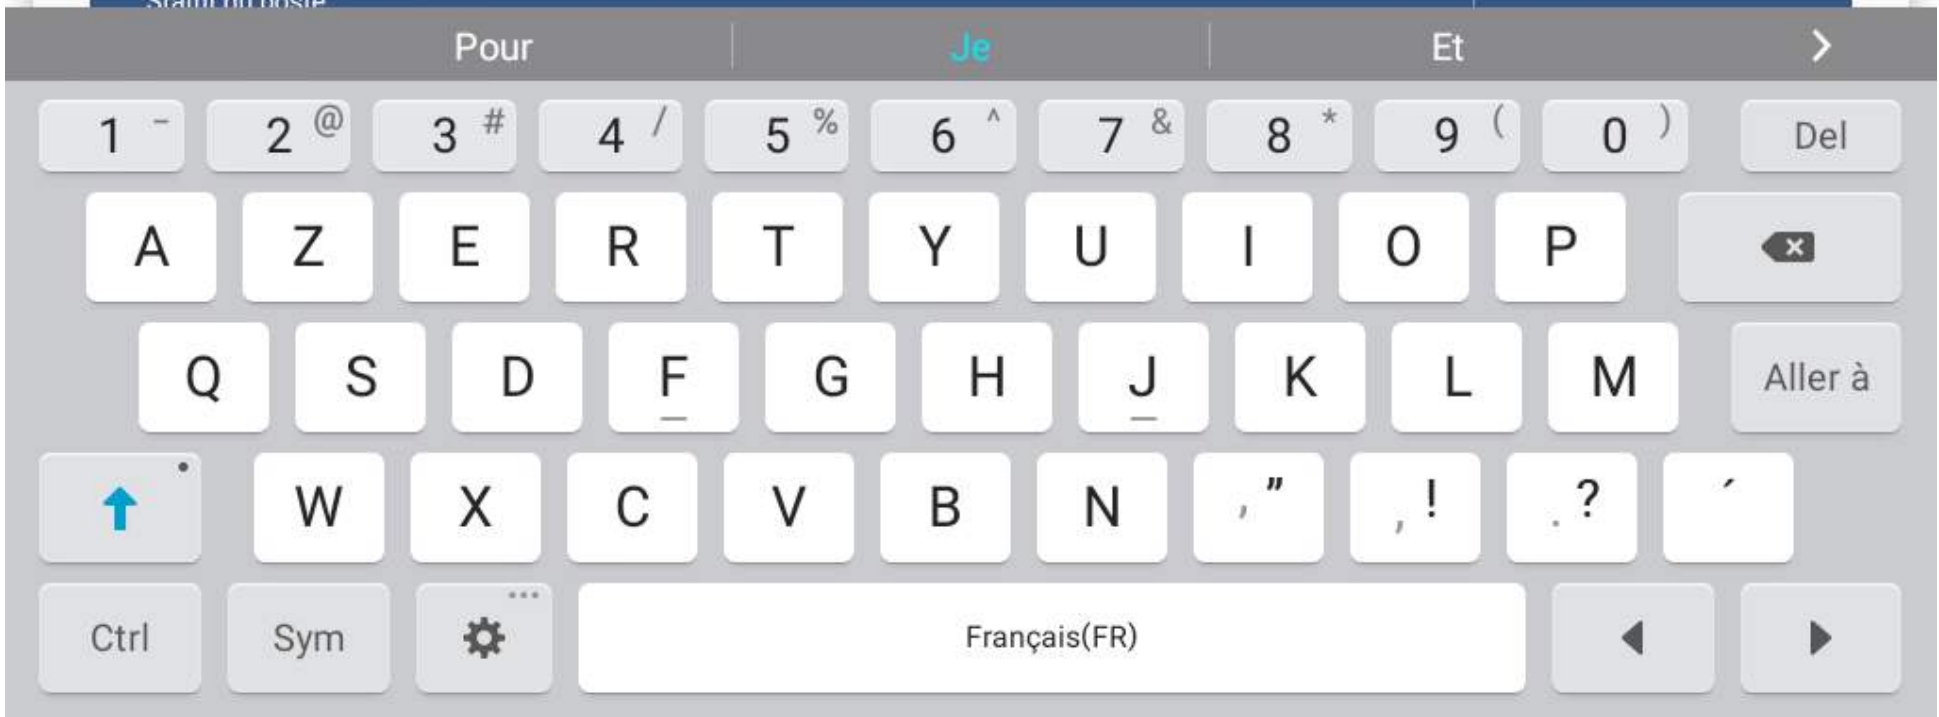 Pour Je Et
1 - 2 @ 3 # 4 / 5 % 6 ^ 7 & 8 * 9 ( 0 ) Del
A Z E R T Y U I O P
Q S D F G H J K L M Aller à
W X C V B N , " , ! . ? ´
Ctrl Sym Français(FR)